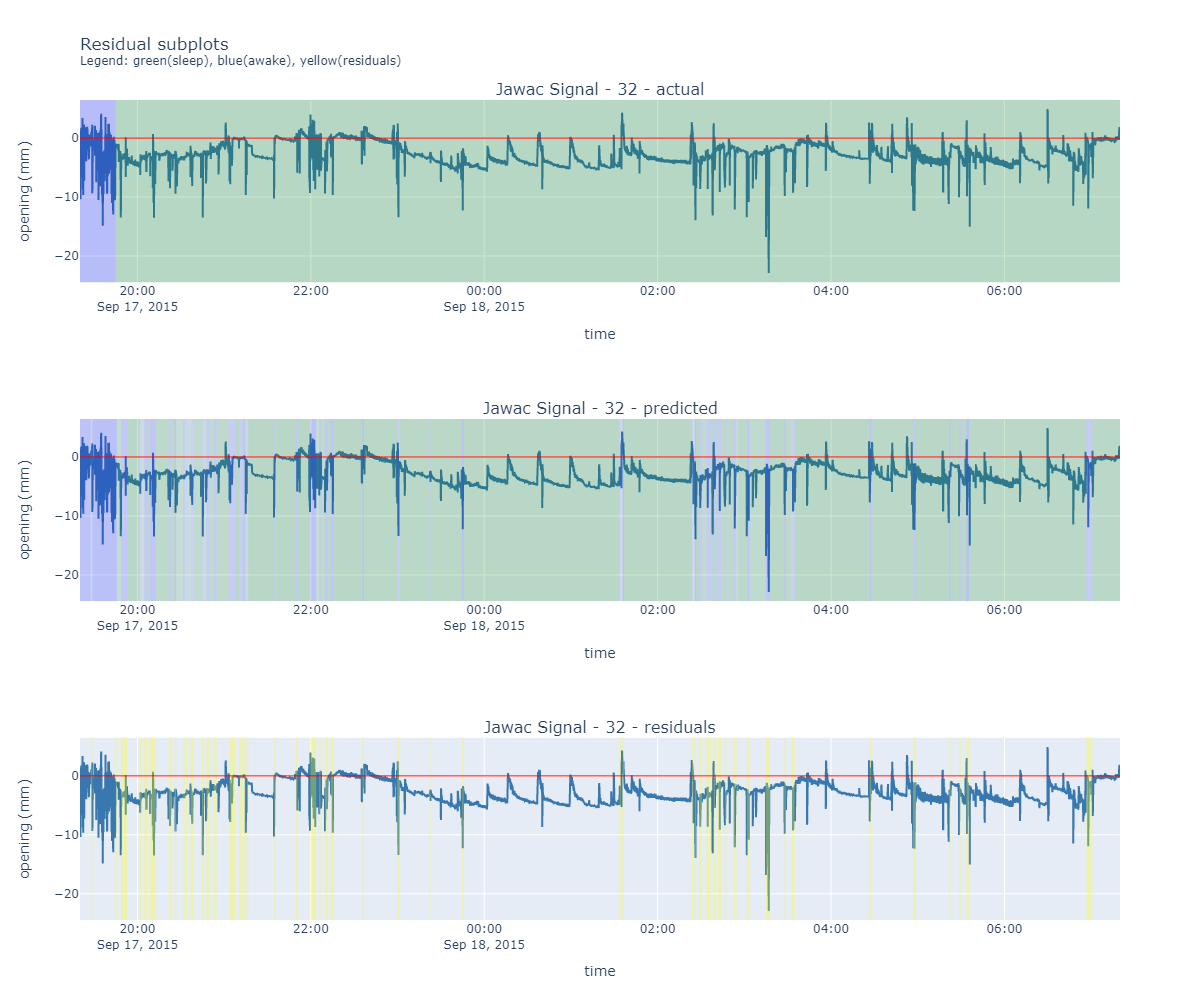 Residual subplots
Legend: green(sleep), blue(awake), yellow(residuals)
Jawac Signal - 32 - actual
opening (mm)
0
−10
−20
20:00 22:00 00:00 02:00 04:00 06:00
Sep 17, 2015 Sep 18, 2015
time
Jawac Signal - 32 - predicted
opening (mm)
0
−10
−20
20:00 22:00 00:00 02:00 04:00 06:00
Sep 17, 2015 Sep 18, 2015
time
Jawac Signal - 32 - residuals
opening (mm)
0
−10
−20
20:00 22:00 00:00 02:00 04:00 06:00
Sep 17, 2015 Sep 18, 2015
time